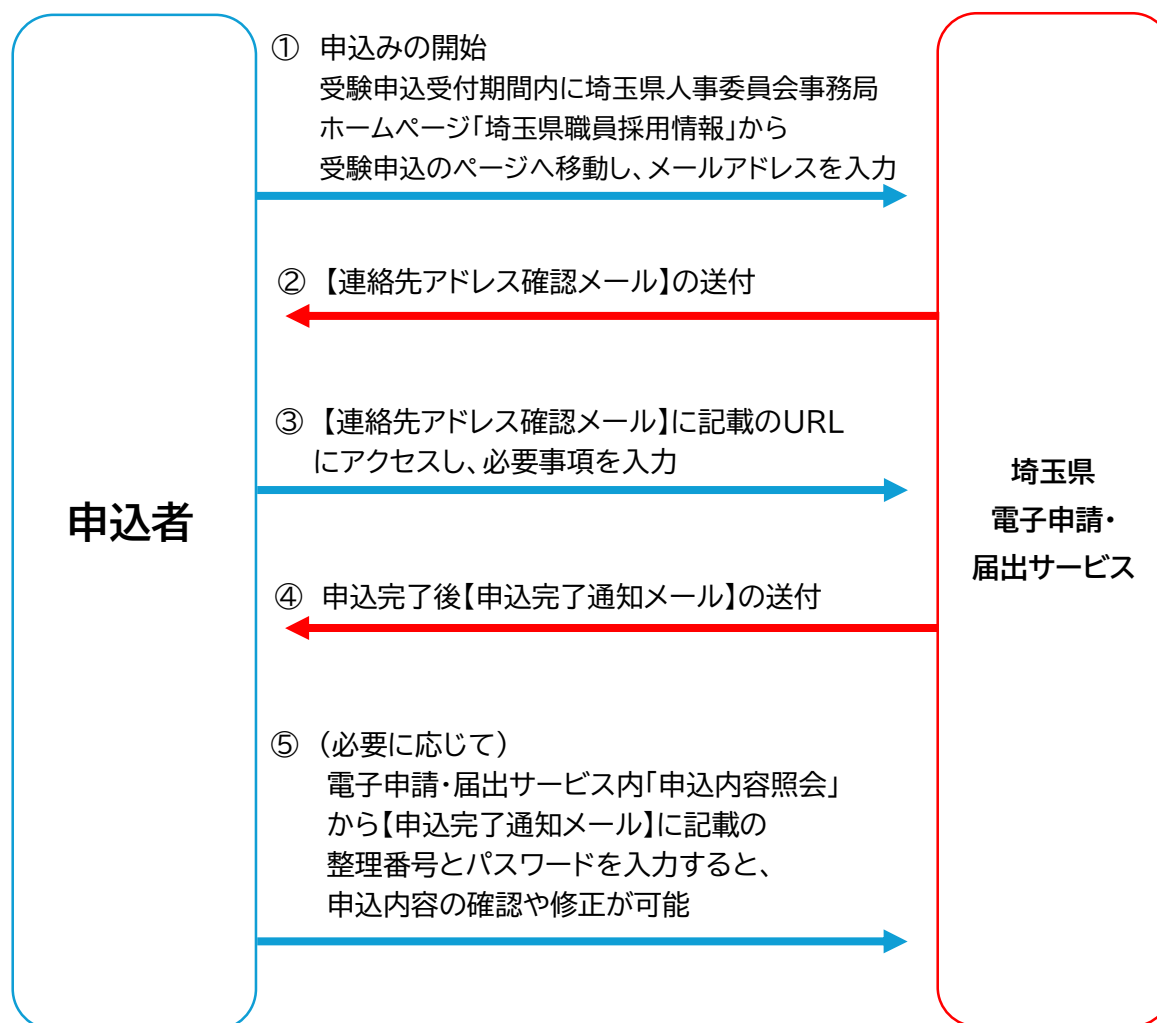 ① 申込みの開始
受験申込受付期間内に埼玉県人事委員会事務局
ホームページ「埼玉県職員採用情報」から
受験申込のページへ移動し、メールアドレスを入力
② 【連絡先アドレス確認メール】の送付
③ 【連絡先アドレス確認メール】に記載のURL
にアクセスし、必要事項を入力
申込者
埼玉県
電子申請・
届出サービス
④ 申込完了後【申込完了通知メール】の送付
⑤ （必要に応じて）
電子申請・届出サービス内「申込内容照会」
から【申込完了通知メール】に記載の
整理番号とパスワードを入力すると、
申込内容の確認や修正が可能